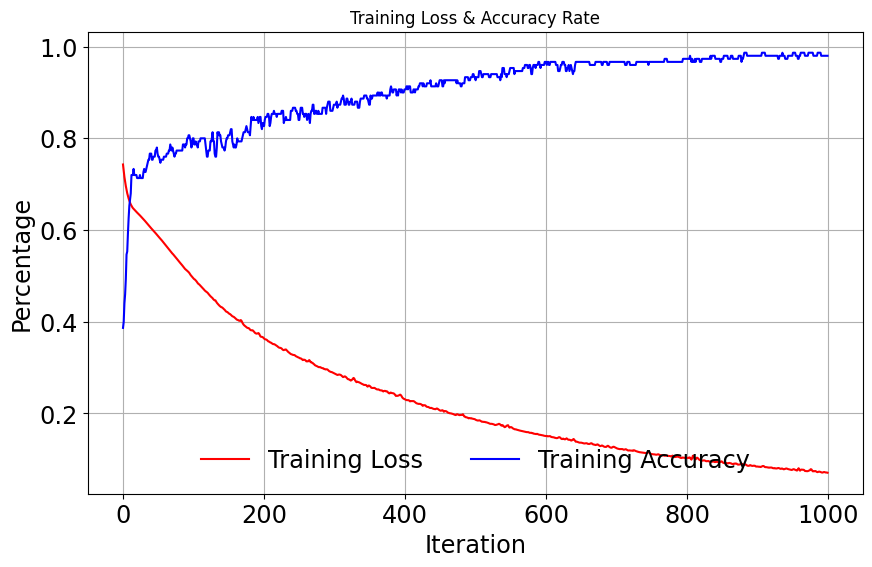 Training Loss & Accuracy Rate
1.0
0.8
0.6
0.4
0.2
Percentage
Training Loss Training Accuracy
0 200 400 600 800 1000
Iteration